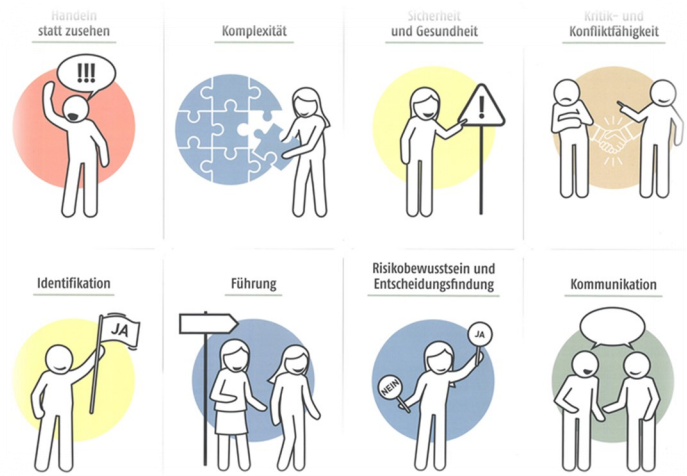 Handeln
statt zusehen
!!!
Komplexität
Sicherheit
und Gesundheit
!
Kritik- und
Konfliktfähigkeit
Identifikation
JA
Führung
Risikobewusstsein und
Entscheidungsfindung
JA
NEIN
Kommunikation